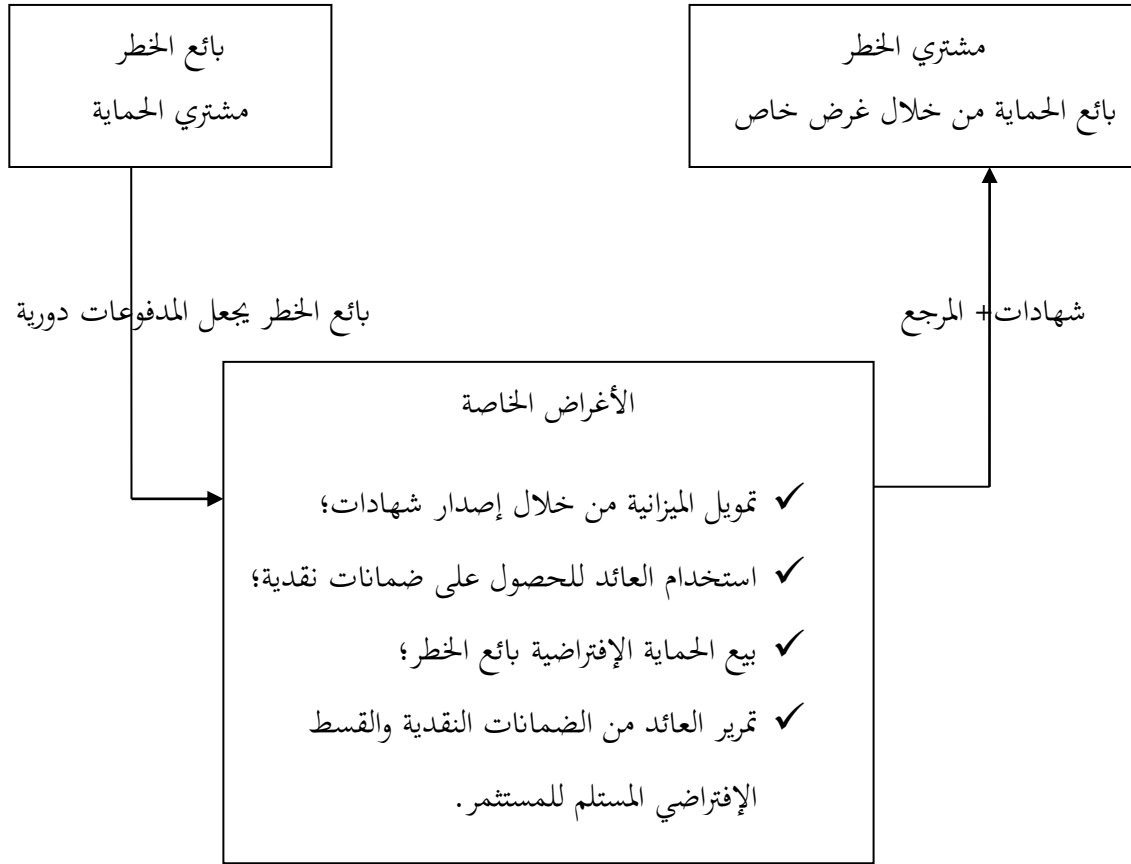 مشتري الخطر
بائع الحماية من خلال غرض خاص
بائع الخطر
مشتري الحماية
شهادات+ المرجع
بائع الخطر يجعل المدفوعات دورية
الأغراض الخاصة
✓ تمويل الميزانية من خلال إصدار شهادات؛
✓ استخدام العائد للحصول على ضمانات نقدية؛
✓ بيع الحماية الإفتراضية بائع الخطر؛
✓ تمرير العائد من الضمانات النقدية والقسط
الإفتراضي المستلم للمستثمر.